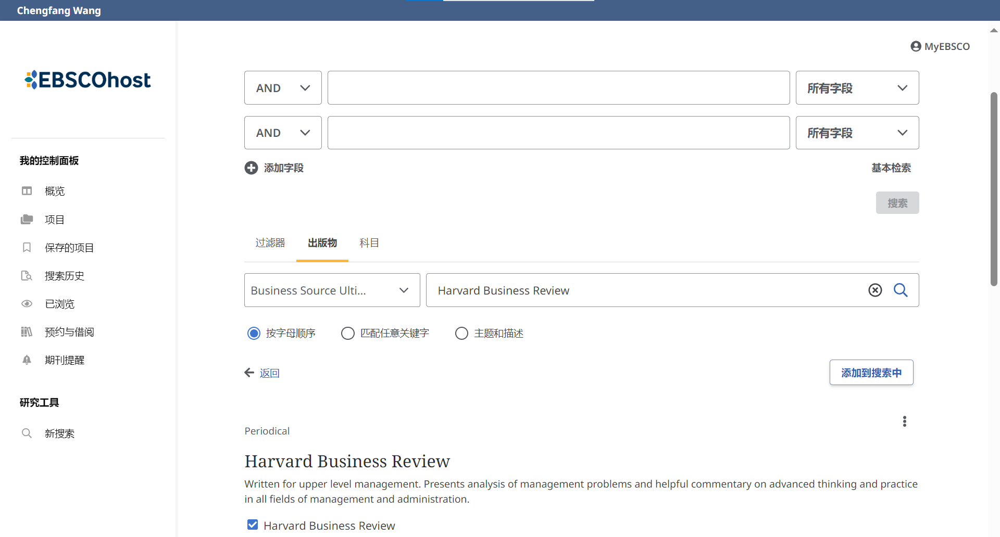 Chengfang Wang
MyEBSCO
EBSCOhost
AND
所有字段
AND
所有字段
添加字段
基本检索
搜索
我的控制面板
概览
项目
保存的项目
搜索历史
已浏览
预约与借阅
期刊提醒
研究工具
新搜索
过滤器 出版物 科目
Business Source Ulti...
Harvard Business Review
按字母顺序 匹配任意关键字 主题和描述
返回
添加到搜索中
Periodical
Harvard Business Review
Written for upper level management. Presents analysis of management problems and helpful commentary on advanced thinking and practice
in all fields of management and administration.
Harvard Business Review